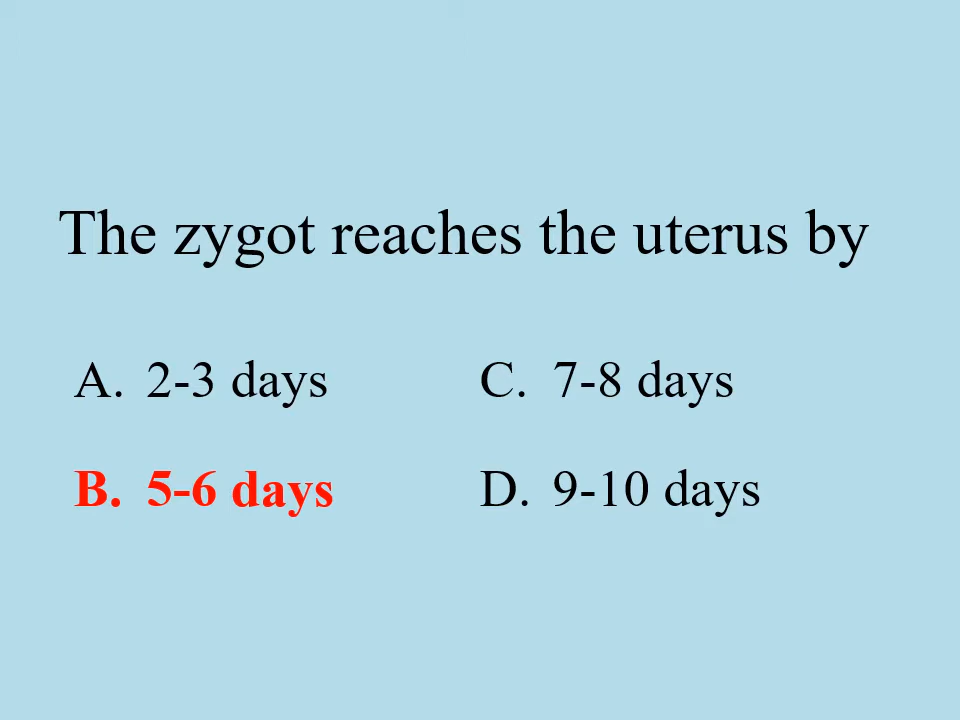 The zygot reaches the uterus by
A. 2-3 days
B. 5-6 days
C. 7-8 days
D. 9-10 days